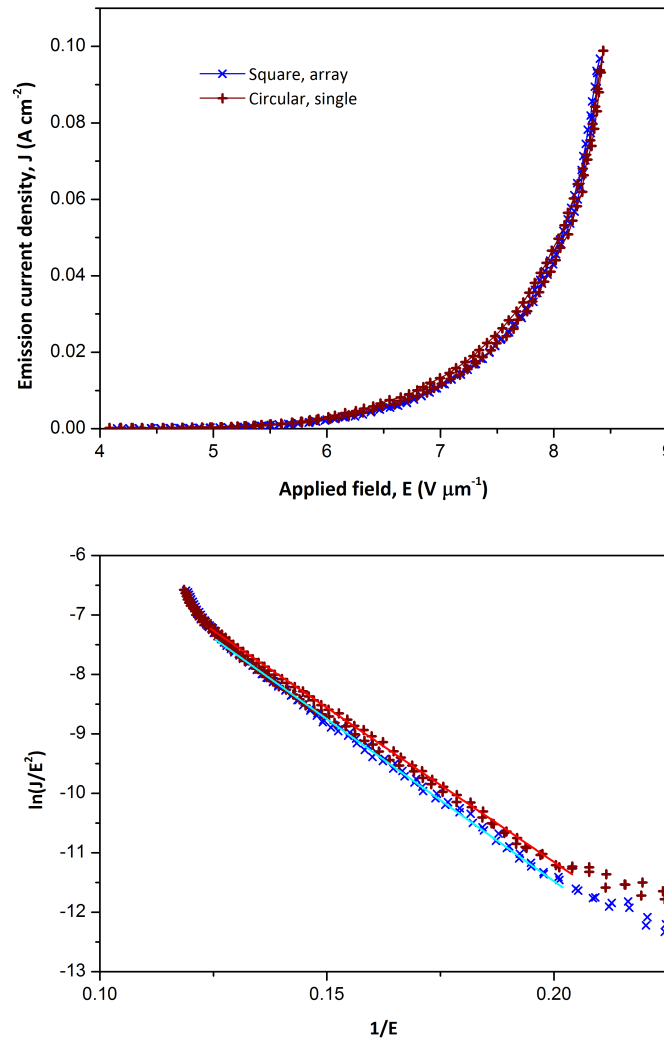 0.10
0.08
0.06
0.04
0.02
0.00
Emission current density, J (A cm⁻²)
Square, array
Circular, single
4 5 6 7 8 9
Applied field, E (V μm⁻¹)
-6
-7
-8
-9
-10
-11
-12
-13
ln(J/E²)
0.10 0.15 0.20
1/E